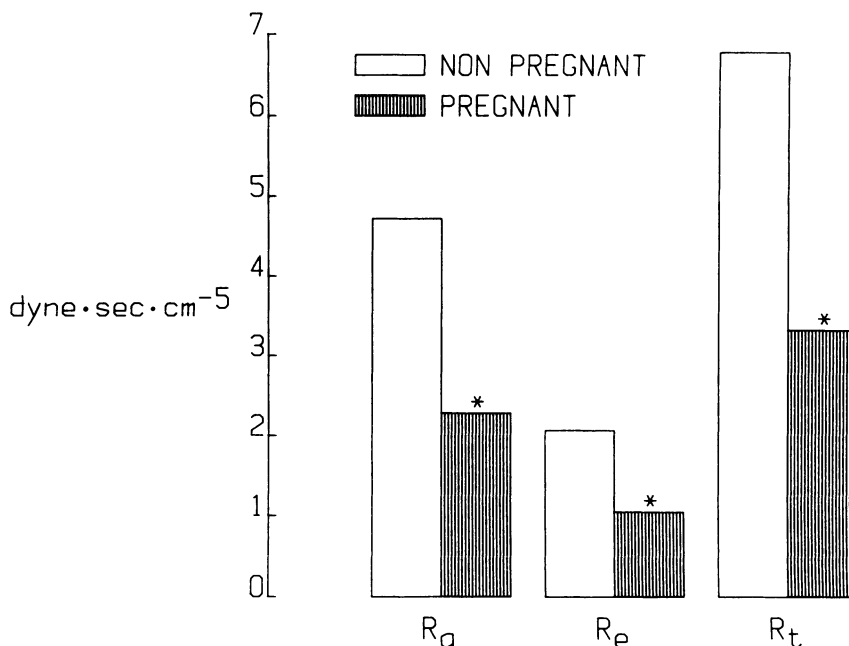 7
6
5
4
3
2
1
0
dyne·sec·cm⁻⁵
NON PREGNANT
PREGNANT
*
*
*
Rₐ
Rₑ
Rₜ